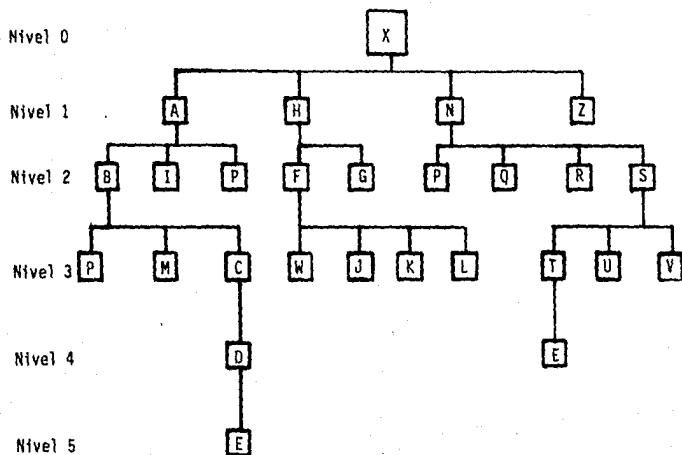 Nivel 0 X
Nivel 1 A H N Z
Nivel 2 B I P F G P Q R S
Nivel 3 P M C W J K L T U V
Nivel 4 D E
Nivel 5 E